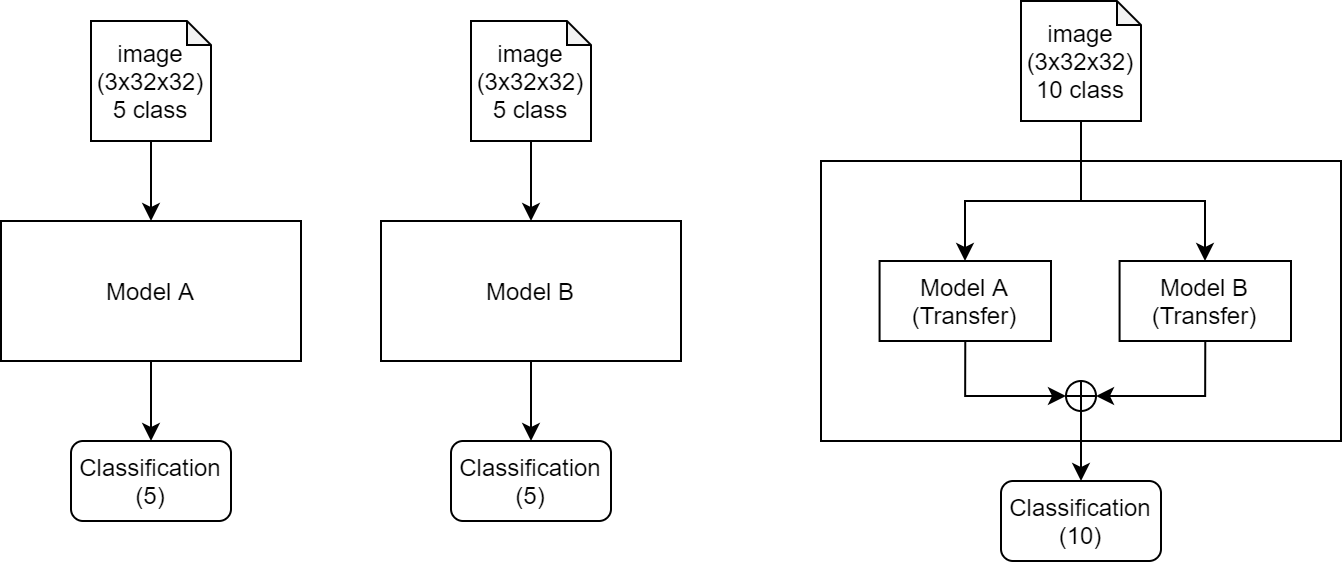 image
(3x32x32)
5 class
Model A
Classification
(5)
image
(3x32x32)
5 class
Model B
Classification
(5)
image
(3x32x32)
10 class
Model A
(Transfer)
Model B
(Transfer)
Classification
(10)